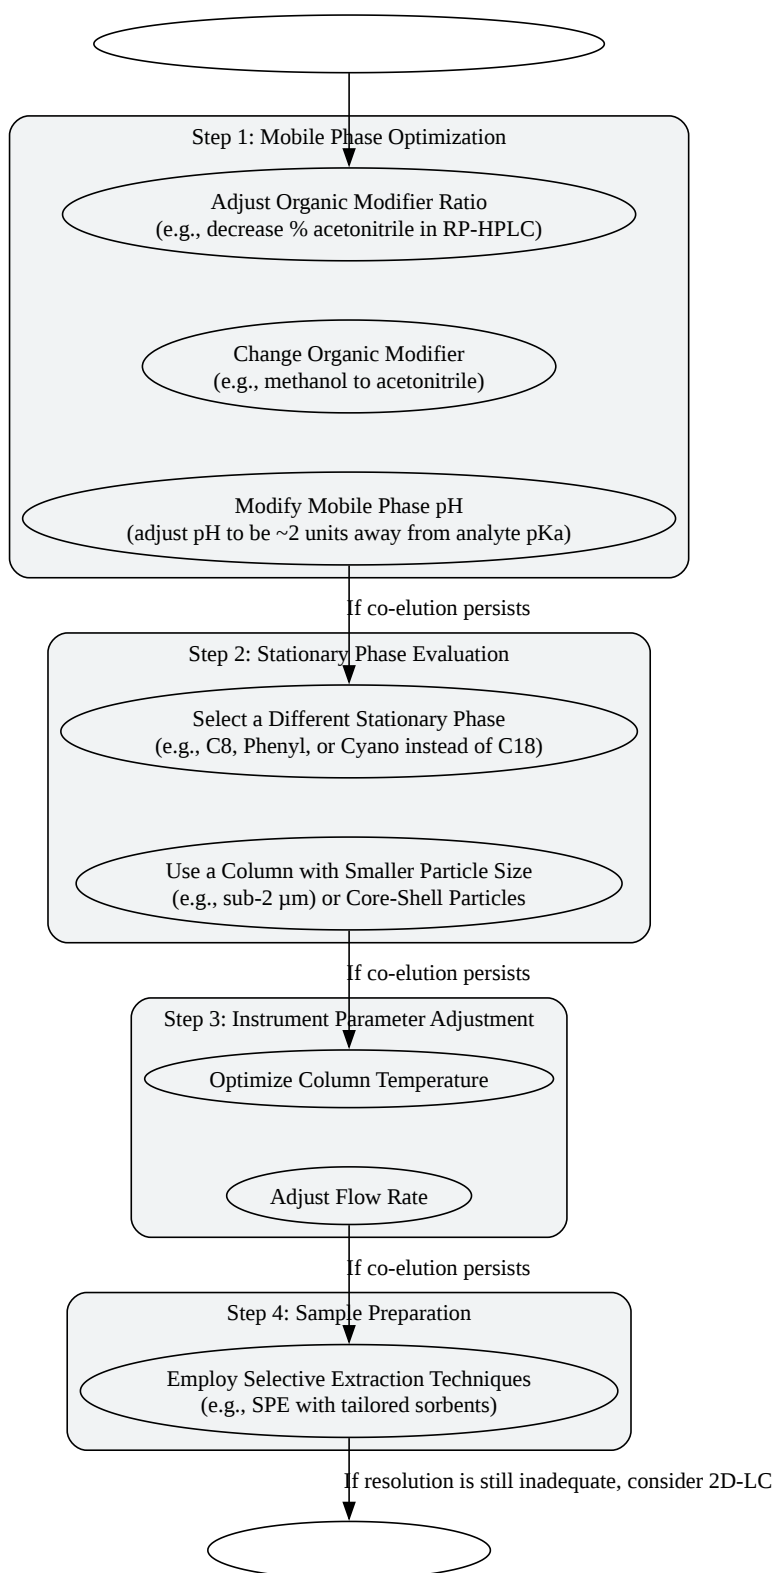 Step 1: Mobile Phase Optimization
Adjust Organic Modifier Ratio
(e.g., decrease % acetonitrile in RP-HPLC)
Change Organic Modifier
(e.g., methanol to acetonitrile)
Modify Mobile Phase pH
(adjust pH to be ~2 units away from analyte pKa)
If co-elution persists
Step 2: Stationary Phase Evaluation
Select a Different Stationary Phase
(e.g., C8, Phenyl, or Cyano instead of C18)
Use a Column with Smaller Particle Size
(e.g., sub-2 µm) or Core-Shell Particles
If co-elution persists
Step 3: Instrument Parameter Adjustment
Optimize Column Temperature
Adjust Flow Rate
If co-elution persists
Step 4: Sample Preparation
Employ Selective Extraction Techniques
(e.g., SPE with tailored sorbents)
If resolution is still inadequate, consider 2D-LC